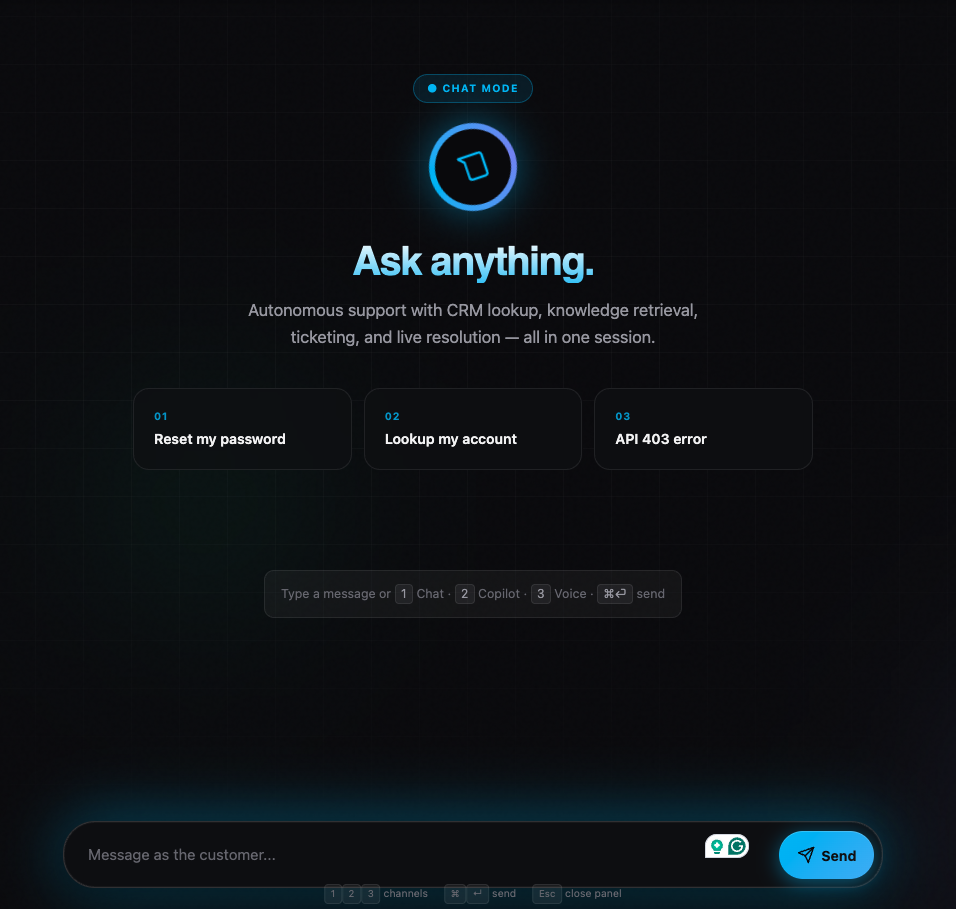 CHAT MODE
Ask anything.
Autonomous support with CRM lookup, knowledge retrieval,
ticketing, and live resolution — all in one session.
01
Reset my password
02
Lookup my account
03
API 403 error
Type a message or 1 Chat · 2 Copilot · 3 Voice · ⌘↵ send
Message as the customer...
Send
1 2 3 channels ⌘ ↵ send Esc close panel